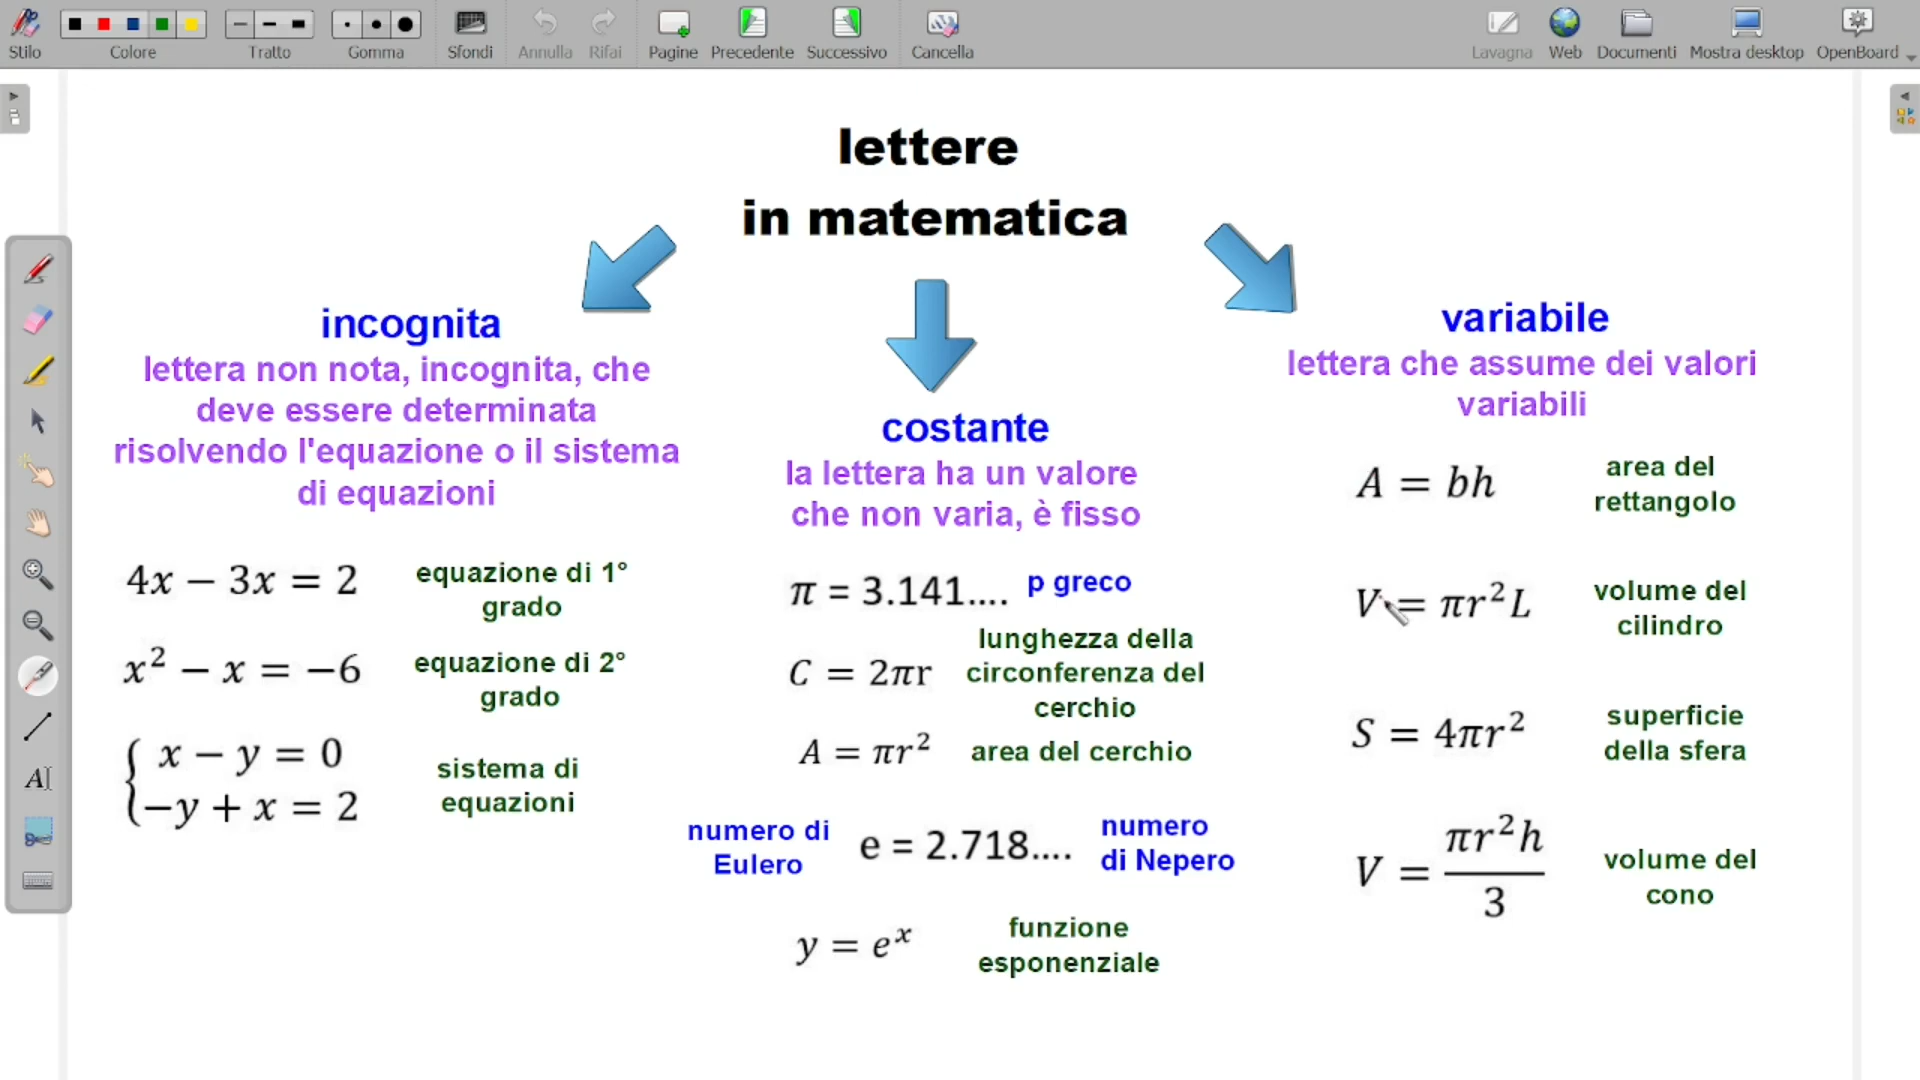 Stilo
Colore
Tratto
Gomma
Sfondi
Annulla
Rifai
Pagine
Precedente
Successivo
Cancella
Lavagna
Web
Documenti
Mostra desktop
OpenBoard
lettere
in matematica
incognita
lettera non nota, incognita, che
deve essere determinata
risolvendo l'equazione o il sistema
di equazioni
4x − 3x = 2
equazione di 1°
grado
x² − x = −6
equazione di 2°
grado
x − y = 0
−y + x = 2
sistema di
equazioni
costante
la lettera ha un valore
che non varia, è fisso
π = 3.141....
p greco
C = 2πr
lunghezza della
circonferenza del
cerchio
A = πr²
area del cerchio
numero di
Eulero
e = 2.718....
numero
di Nepero
y = eˣ
funzione
esponenziale
variabile
lettera che assume dei valori
variabili
A = bh
area del
rettangolo
V = πr²L
volume del
cilindro
S = 4πr²
superficie
della sfera
V = πr²h
3
volume del
cono